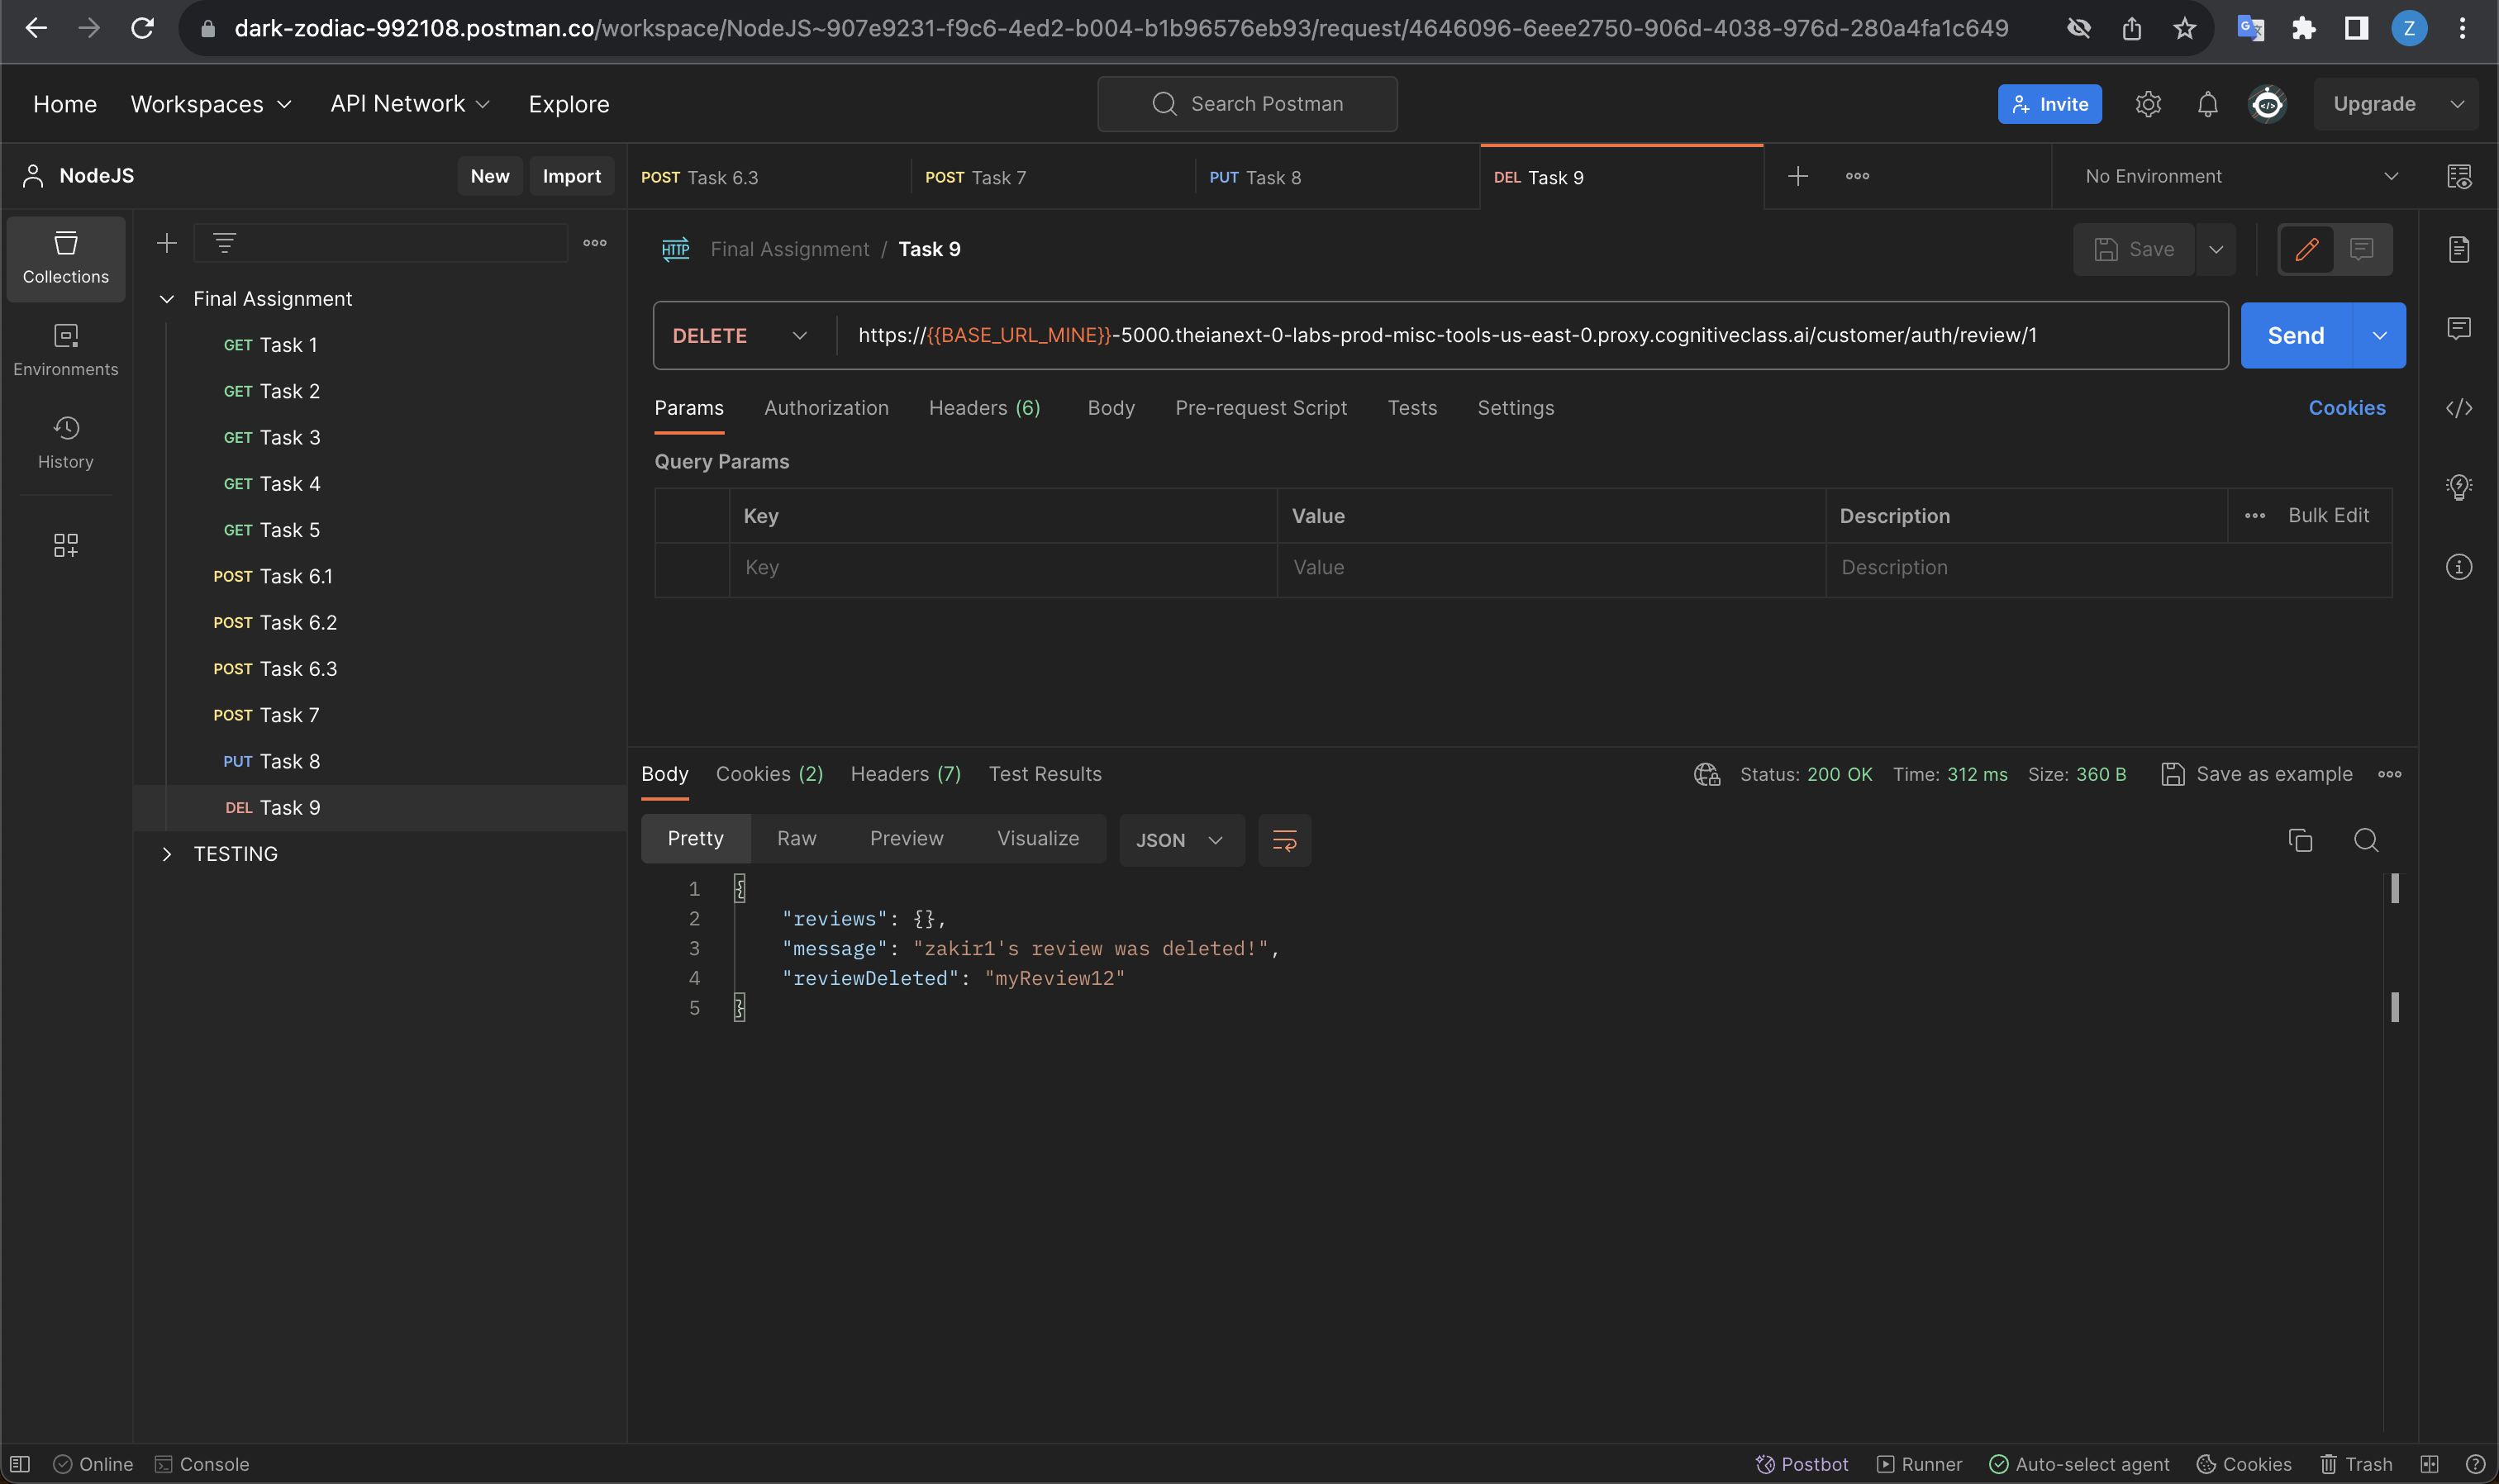 dark-zodiac-992108.postman.co/workspace/NodeJS~907e9231-f9c6-4ed2-b004-b1b96576eb93/request/4646096-6eee2750-906d-4038-976d-280a4fa1c649
Z
Home Workspaces API Network Explore Search Postman Invite Upgrade
NodeJS New Import POST Task 6.3 POST Task 7 PUT Task 8 DEL Task 9 No Environment
Collections
Environments
History
Final Assignment
GET Task 1
GET Task 2
GET Task 3
GET Task 4
GET Task 5
POST Task 6.1
POST Task 6.2
POST Task 6.3
POST Task 7
PUT Task 8
DEL Task 9
TESTING
HTTP Final Assignment / Task 9 Save
DELETE https://{{BASE_URL_MINE}}-5000.theianext-0-labs-prod-misc-tools-us-east-0.proxy.cognitiveclass.ai/customer/auth/review/1 Send
Params Authorization Headers (6) Body Pre-request Script Tests Settings Cookies
Query Params
Key Value Description Bulk Edit
Key Value Description
Body Cookies (2) Headers (7) Test Results Status: 200 OK Time: 312 ms Size: 360 B Save as example
Pretty Raw Preview Visualize JSON
1 {
2 "reviews": {},
3 "message": "zakir1's review was deleted!",
4 "reviewDeleted": "myReview12"
5 }
Online Console Postbot Runner Auto-select agent Cookies Trash